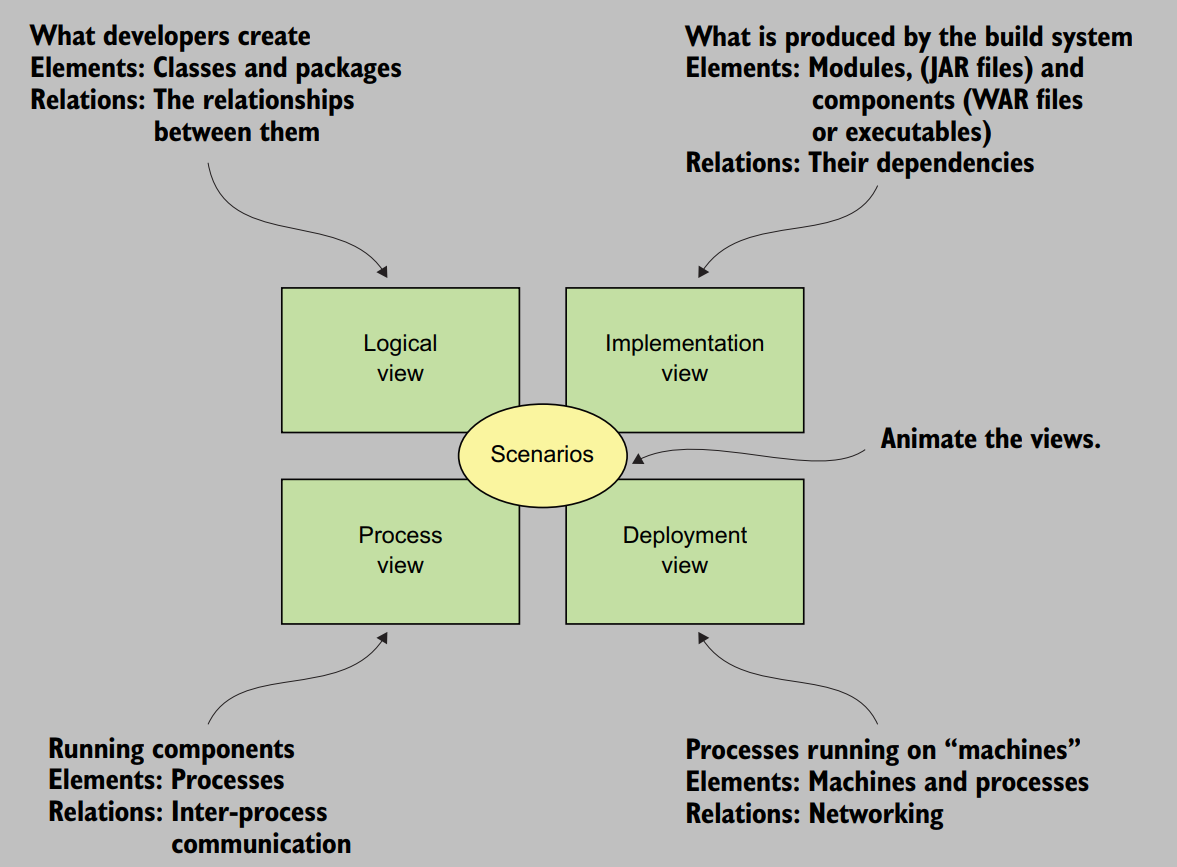 What developers create
Elements: Classes and packages
Relations: The relationships
between them
What is produced by the build system
Elements: Modules, (JAR files) and
components (WAR files
or executables)
Relations: Their dependencies
Logical
view
Implementation
view
Scenarios
Animate the views.
Process
view
Deployment
view
Running components
Elements: Processes
Relations: Inter-process
communication
Processes running on “machines”
Elements: Machines and processes
Relations: Networking